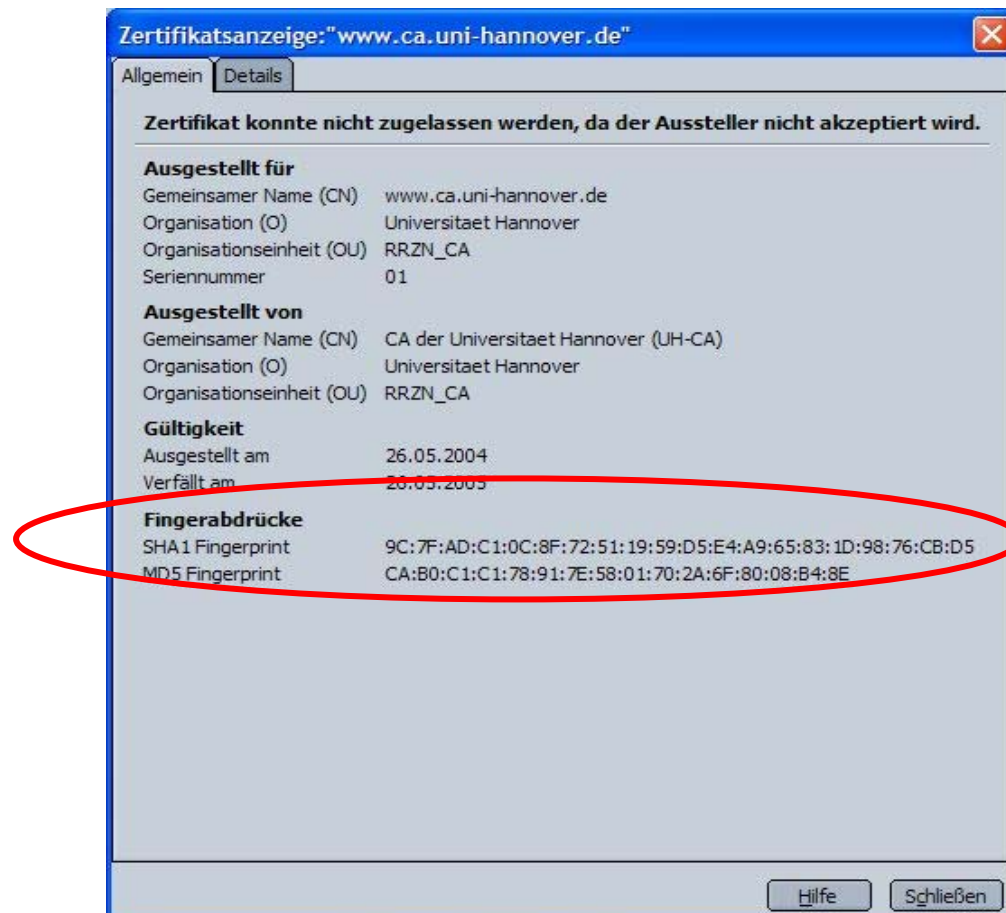 Zertifikatsanzeige:"www.ca.uni-hannover.de"
Allgemein Details
Zertifikat konnte nicht zugelassen werden, da der Aussteller nicht akzeptiert wird.
Ausgestellt für
Gemeinsamer Name (CN) www.ca.uni-hannover.de
Organisation (O) Universitaet Hannover
Organisationseinheit (OU) RRZN_CA
Seriennummer 01
Ausgestellt von
Gemeinsamer Name (CN) CA der Universitaet Hannover (UH-CA)
Organisation (O) Universitaet Hannover
Organisationseinheit (OU) RRZN_CA
Gültigkeit
Ausgestellt am 26.05.2004
Verfällt am
Fingerabdrücke
SHA1 Fingerprint 9C:7F:AD:C1:0C:8F:72:51:19:59:D5:E4:A9:65:83:1D:98:76:CB:D5
MD5 Fingerprint CA:B0:C1:C1:78:91:7E:58:01:70:2A:6F:80:08:B4:8E
Hilfe Schließen